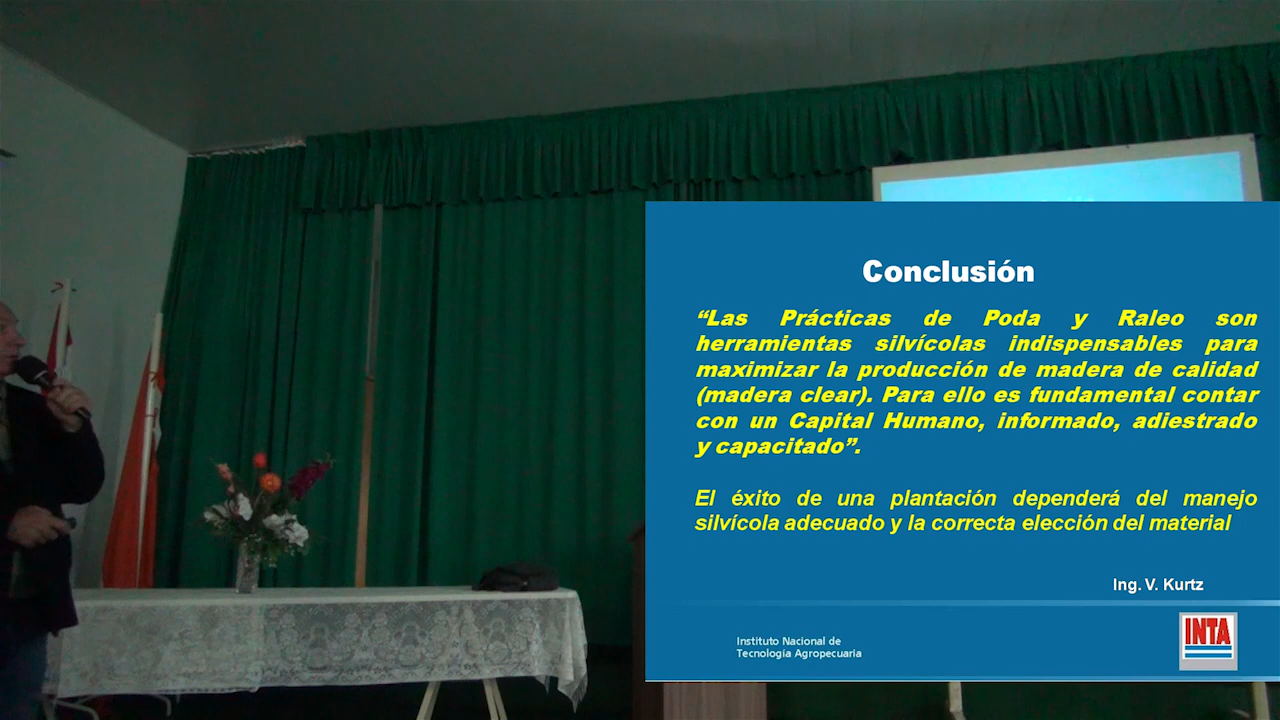 Conclusión
“Las Prácticas de Poda y Raleo son
herramientas silvícolas indispensables para
maximizar la producción de madera de calidad
(madera clear). Para ello es fundamental contar
con un Capital Humano, informado, adiestrado
y capacitado”.
El éxito de una plantación dependerá del manejo
silvícola adecuado y la correcta elección del material
Ing. V. Kurtz
Instituto Nacional de
Tecnología Agropecuaria
INTA